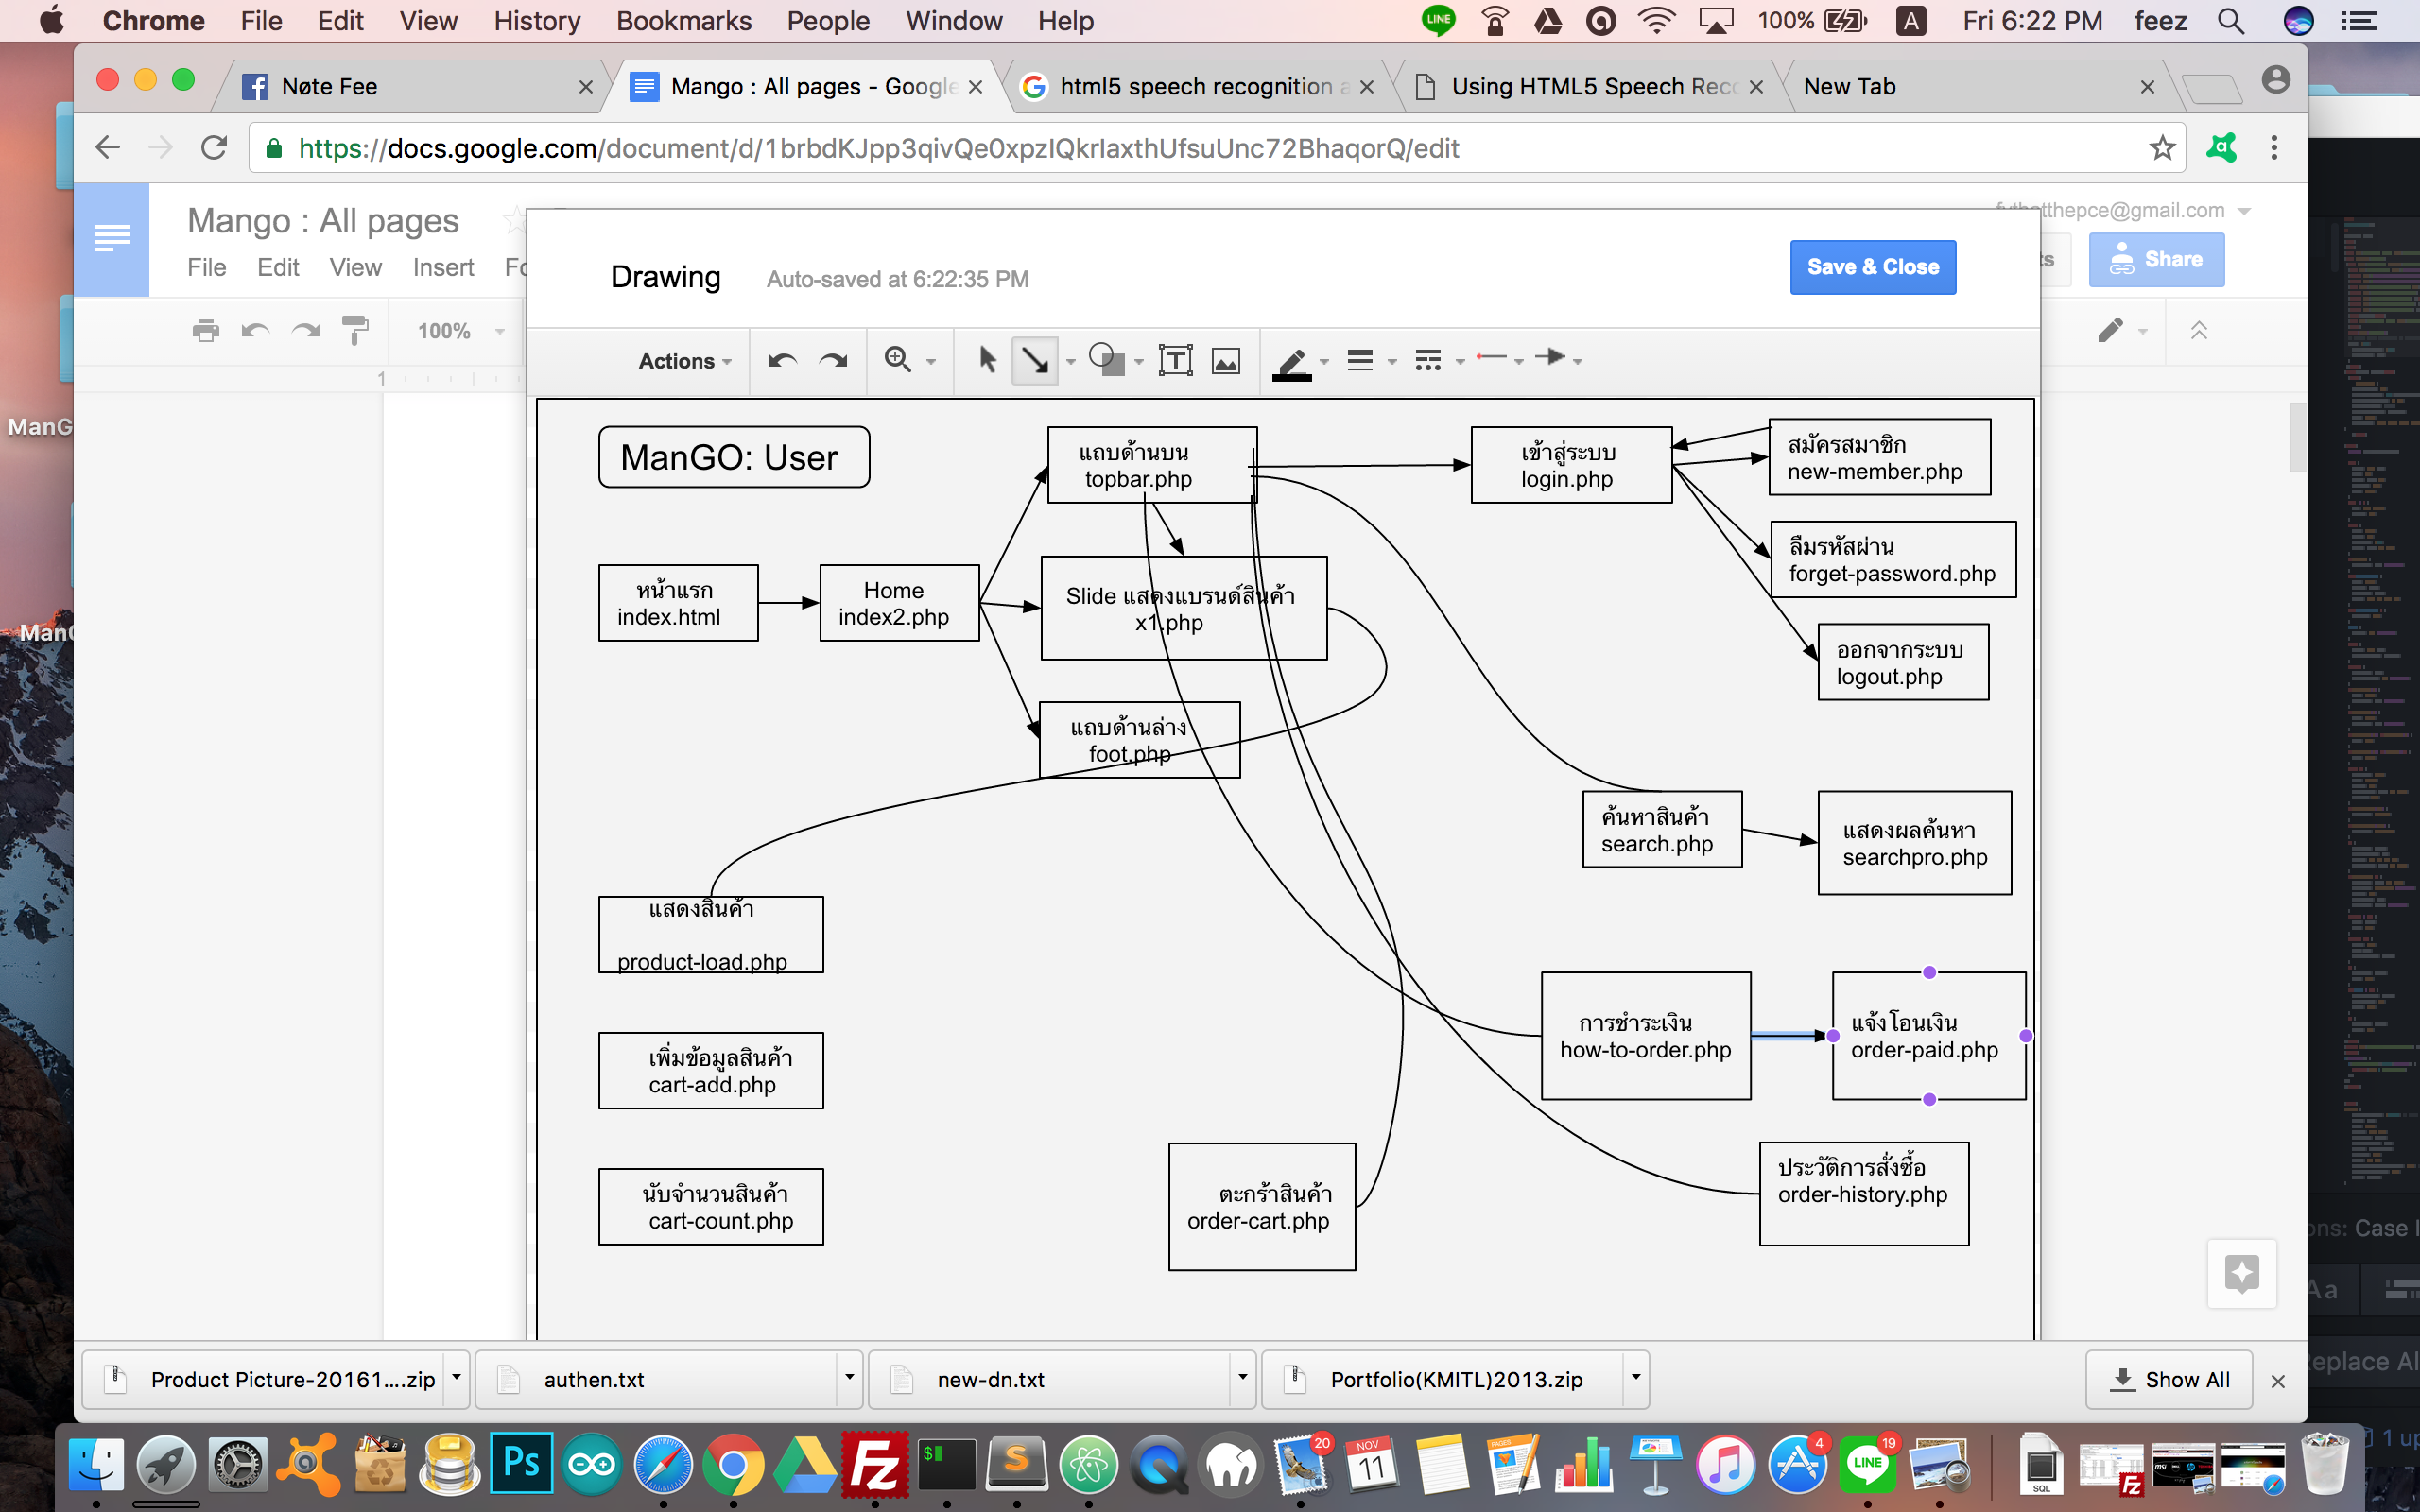 Chrome File Edit View History Bookmarks People Window Help
LINE 100% A Fri 6:22 PM feez
Nøte Fee
Mango : All pages - Google
html5 speech recognition
Using HTML5 Speech Rec
New Tab
https://docs.google.com/document/d/1brbdKJpp3qivQe0xpzIQkrIaxthUfsuUnc72BhaqorQ/edit
Mango : All pages
File Edit View Insert
Share
100%
1
Drawing
Auto-saved at 6:22:35 PM
Save & Close
Actions
ManGO: User
แถบด้านบน
topbar.php
เข้าสู่ระบบ
login.php
สมัครสมาชิก
new-member.php
ลืมรหัสผ่าน
forget-password.php
หน้าแรก
index.html
Home
index2.php
Slide แสดงแบรนด์สินค้า
x1.php
ออกจากระบบ
logout.php
แถบด้านล่าง
foot.php
ค้นหาสินค้า
search.php
แสดงผลค้นหา
searchpro.php
แสดงสินค้า
product-load.php
การชำระเงิน
how-to-order.php
แจ้งโอนเงิน
order-paid.php
เพิ่มข้อมูลสินค้า
cart-add.php
นับจำนวนสินค้า
cart-count.php
ตะกร้าสินค้า
order-cart.php
ประวัติการสั่งซื้อ
order-history.php
Product Picture-20161....zip
authen.txt
new-dn.txt
Portfolio(KMITL)2013.zip
Show All
Ps
Fz
$
S
20
NOV
11
PAGES
4
LINE
19
SQL
Fz
msi